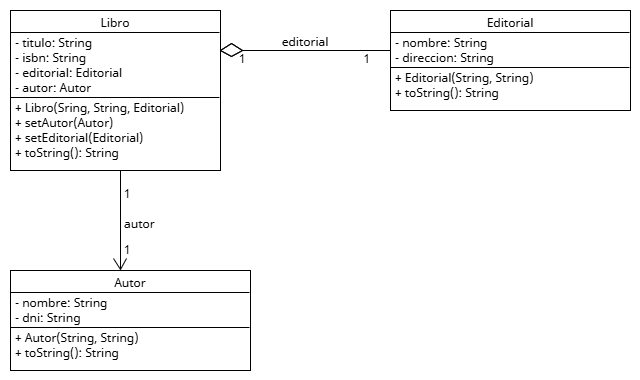 Libro
- titulo: String
- isbn: String
- editorial: Editorial
- autor: Autor
+ Libro(Sring, String, Editorial)
+ setAutor(Autor)
+ setEditorial(Editorial)
+ toString(): String
editorial
1
1
Editorial
- nombre: String
- direccion: String
+ Editorial(String, String)
+ toString(): String
1
autor
1
Autor
- nombre: String
- dni: String
+ Autor(String, String)
+ toString(): String